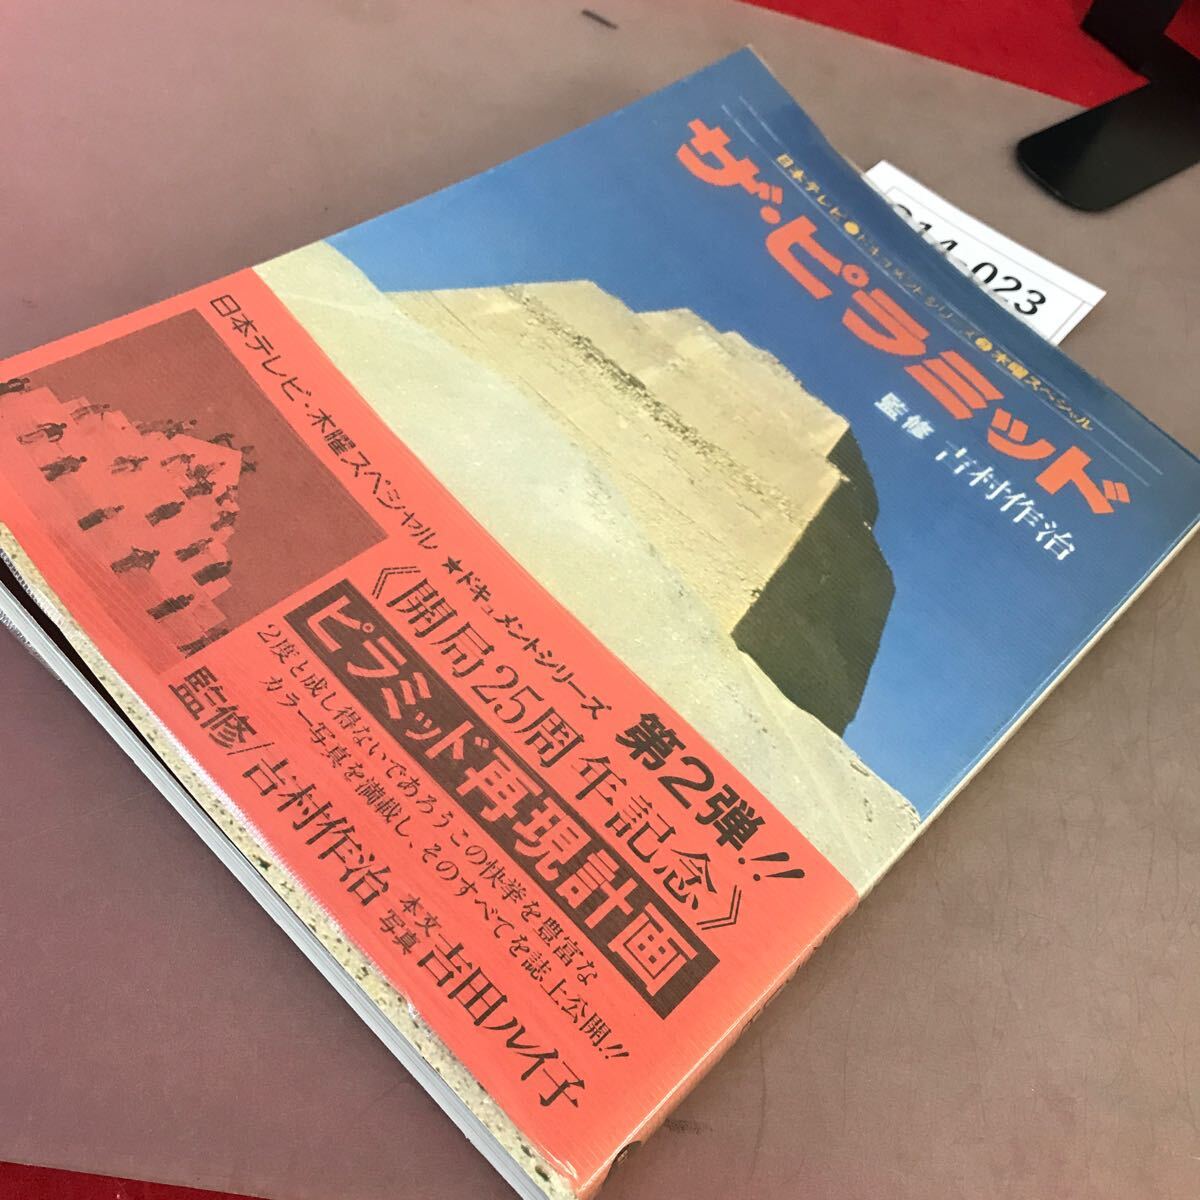 日本テレビ●ドキュメントシリーズ❷木曜スペシャル
ザ・ピラミッド
監修 吉村作治
日本テレビ・木曜スペシャル★ドキュメントシリーズ 第2弾!!
《開局25周年記念》
ピラミッド再現計画
2度と成し得ないであろうこの快挙を豊富な
カラー写真を満載し、そのすべてを誌上公開!!
監修/吉村作治 本文・写真 吉田ル仔
014-023